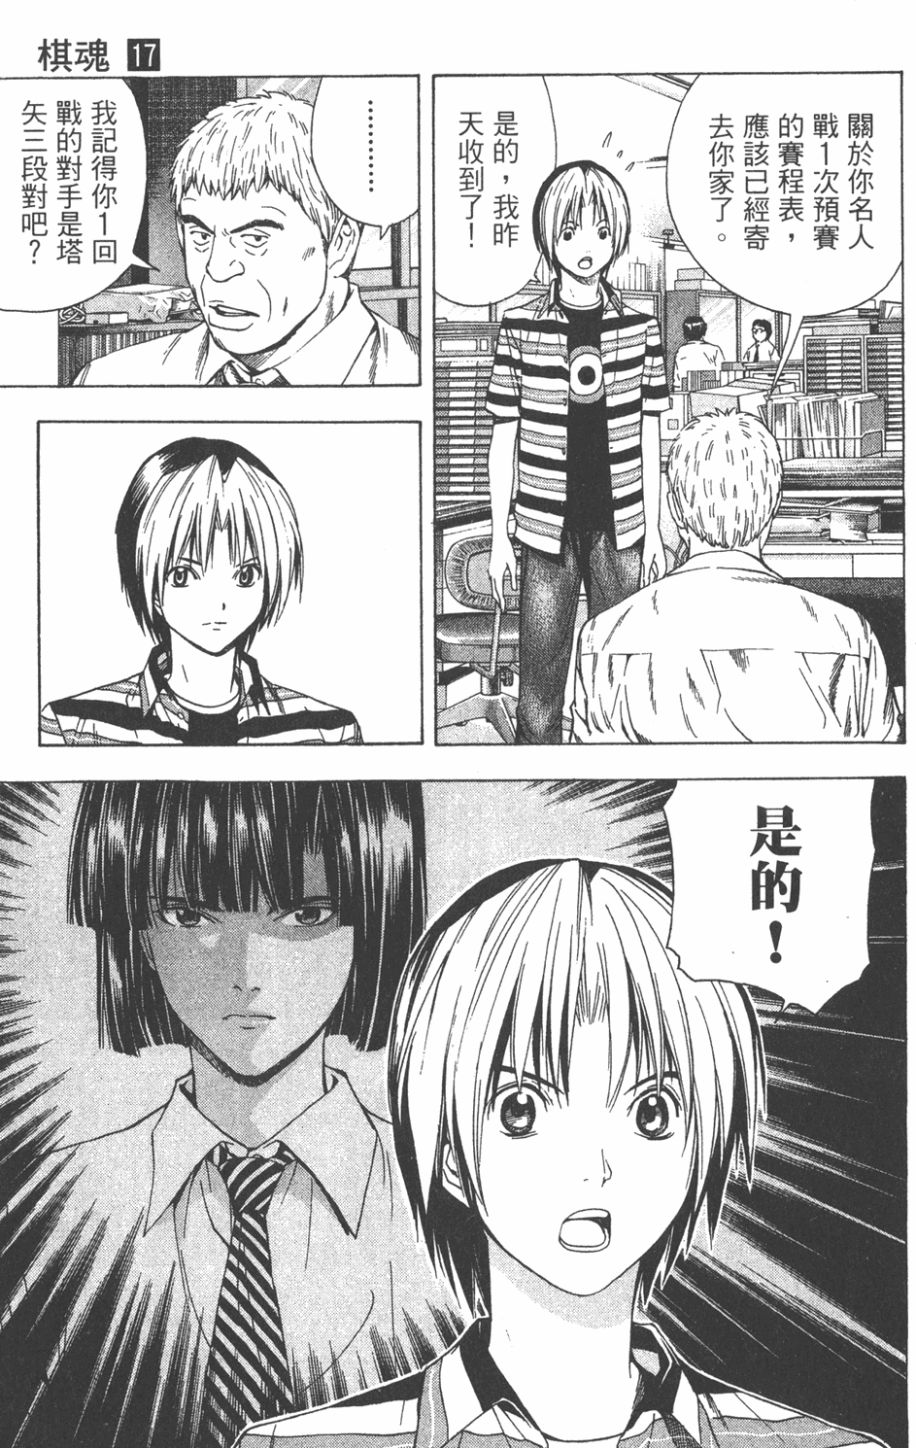 棋魂 17
關於你名人
戰1次預賽
的賽程表，
應該已經寄
去你家了。
是的，我昨
天收到了！
………
我記得你1回
戰的對手是塔
矢三段對吧？
是的！